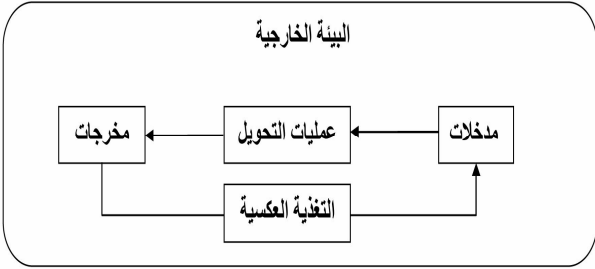 البيئة الخارجية
مدخلات
عمليات التحويل
مخرجات
التغذية العكسية